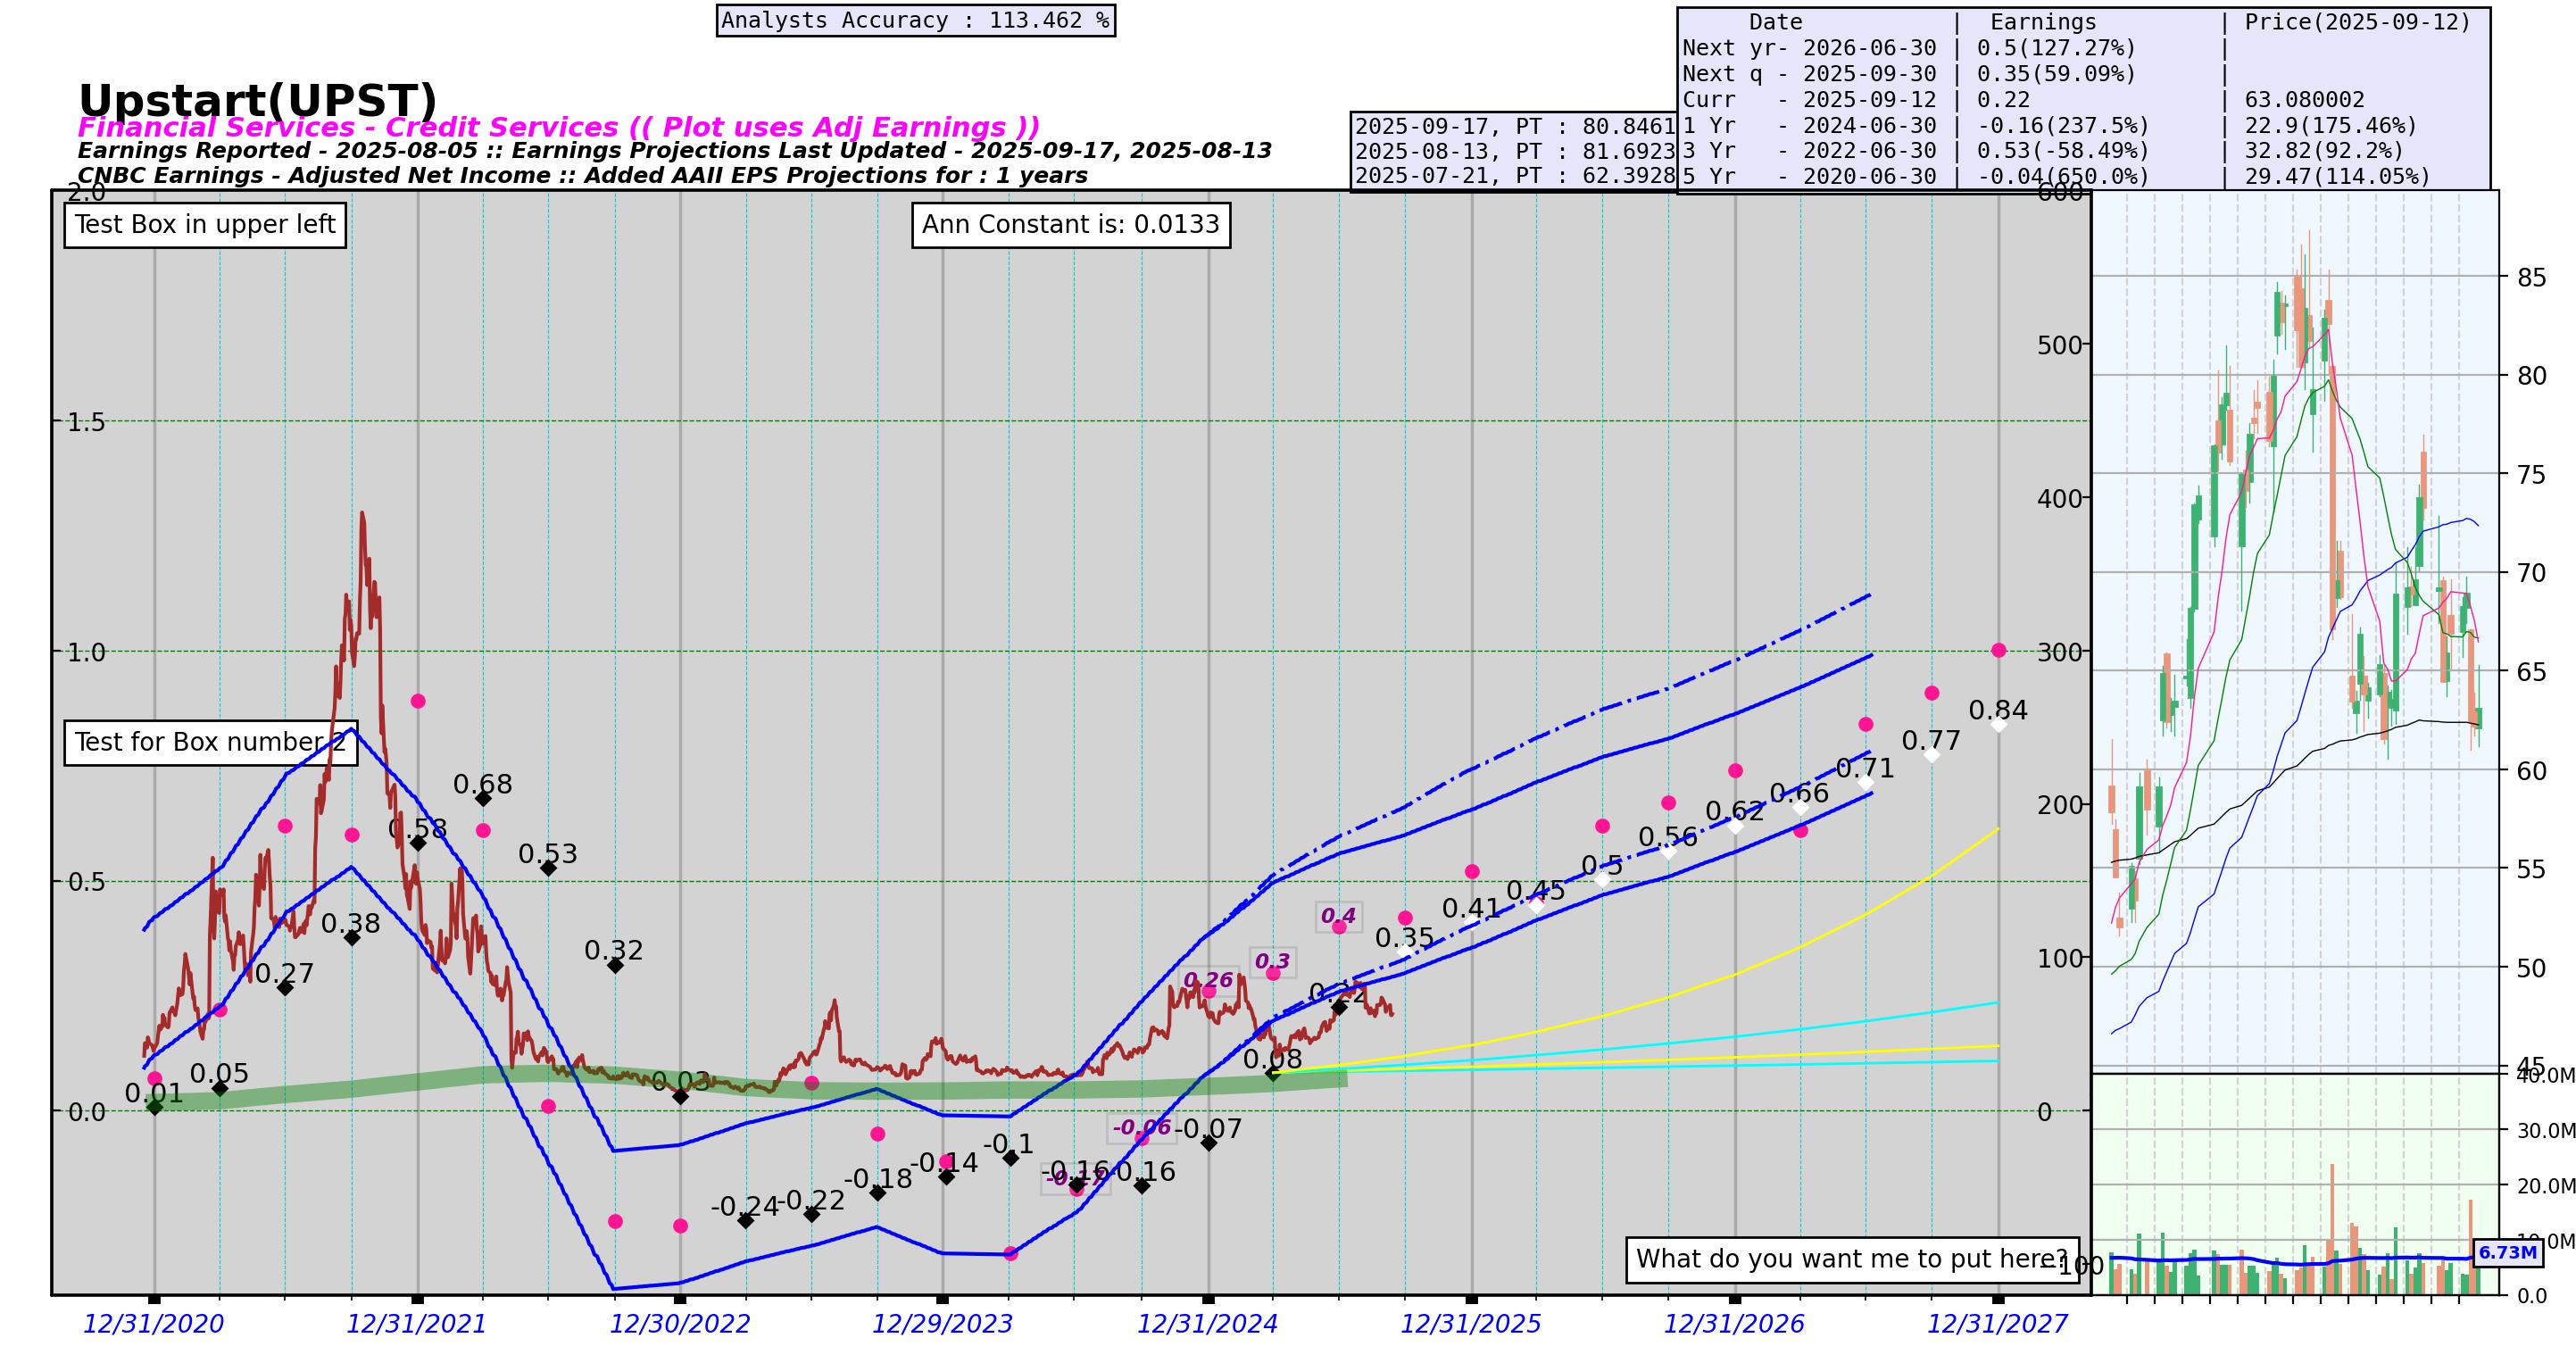 Analysts Accuracy : 113.462 %
Date | Earnings | Price(2025-09-12)
Next yr- 2026-06-30 | 0.5(127.27%) |
Next q - 2025-09-30 | 0.35(59.09%) |
Curr - 2025-09-12 | 0.22 | 63.080002
1 Yr - 2024-06-30 | -0.16(237.5%) | 22.9(175.46%)
3 Yr - 2022-06-30 | 0.53(-58.49%) | 32.82(92.2%)
5 Yr - 2020-06-30 | -0.04(650.0%) | 29.47(114.05%)
Upstart(UPST)
Financial Services - Credit Services (( Plot uses Adj Earnings ))
Earnings Reported - 2025-08-05 :: Earnings Projections Last Updated - 2025-09-17, 2025-08-13
CNBC Earnings - Adjusted Net Income :: Added AAII EPS Projections for : 1 years
2025-09-17, PT : 80.8461
2025-08-13, PT : 81.6923
2025-07-21, PT : 62.3928
Test Box in upper left
Ann Constant is: 0.0133
Test for Box number 2
What do you want me to put here?
2.0
1.5
1.0
0.5
0.0
0.01
0.05
0.27
0.38
0.58
0.68
0.53
0.32
0.03
-0.24
-0.22
-0.18
-0.14
-0.1
-0.16
-0.17
-0.16
-0.06
-0.07
0.26
0.08
0.3
0.22
0.4
0.35
0.41
0.45
0.5
0.56
0.62
0.66
0.71
0.77
0.84
600
500
400
300
200
100
0
-100
85
80
75
70
65
60
55
50
45
40.0M
30.0M
20.0M
10.0M
0.0
6.73M
12/31/2020
12/31/2021
12/30/2022
12/29/2023
12/31/2024
12/31/2025
12/31/2026
12/31/2027